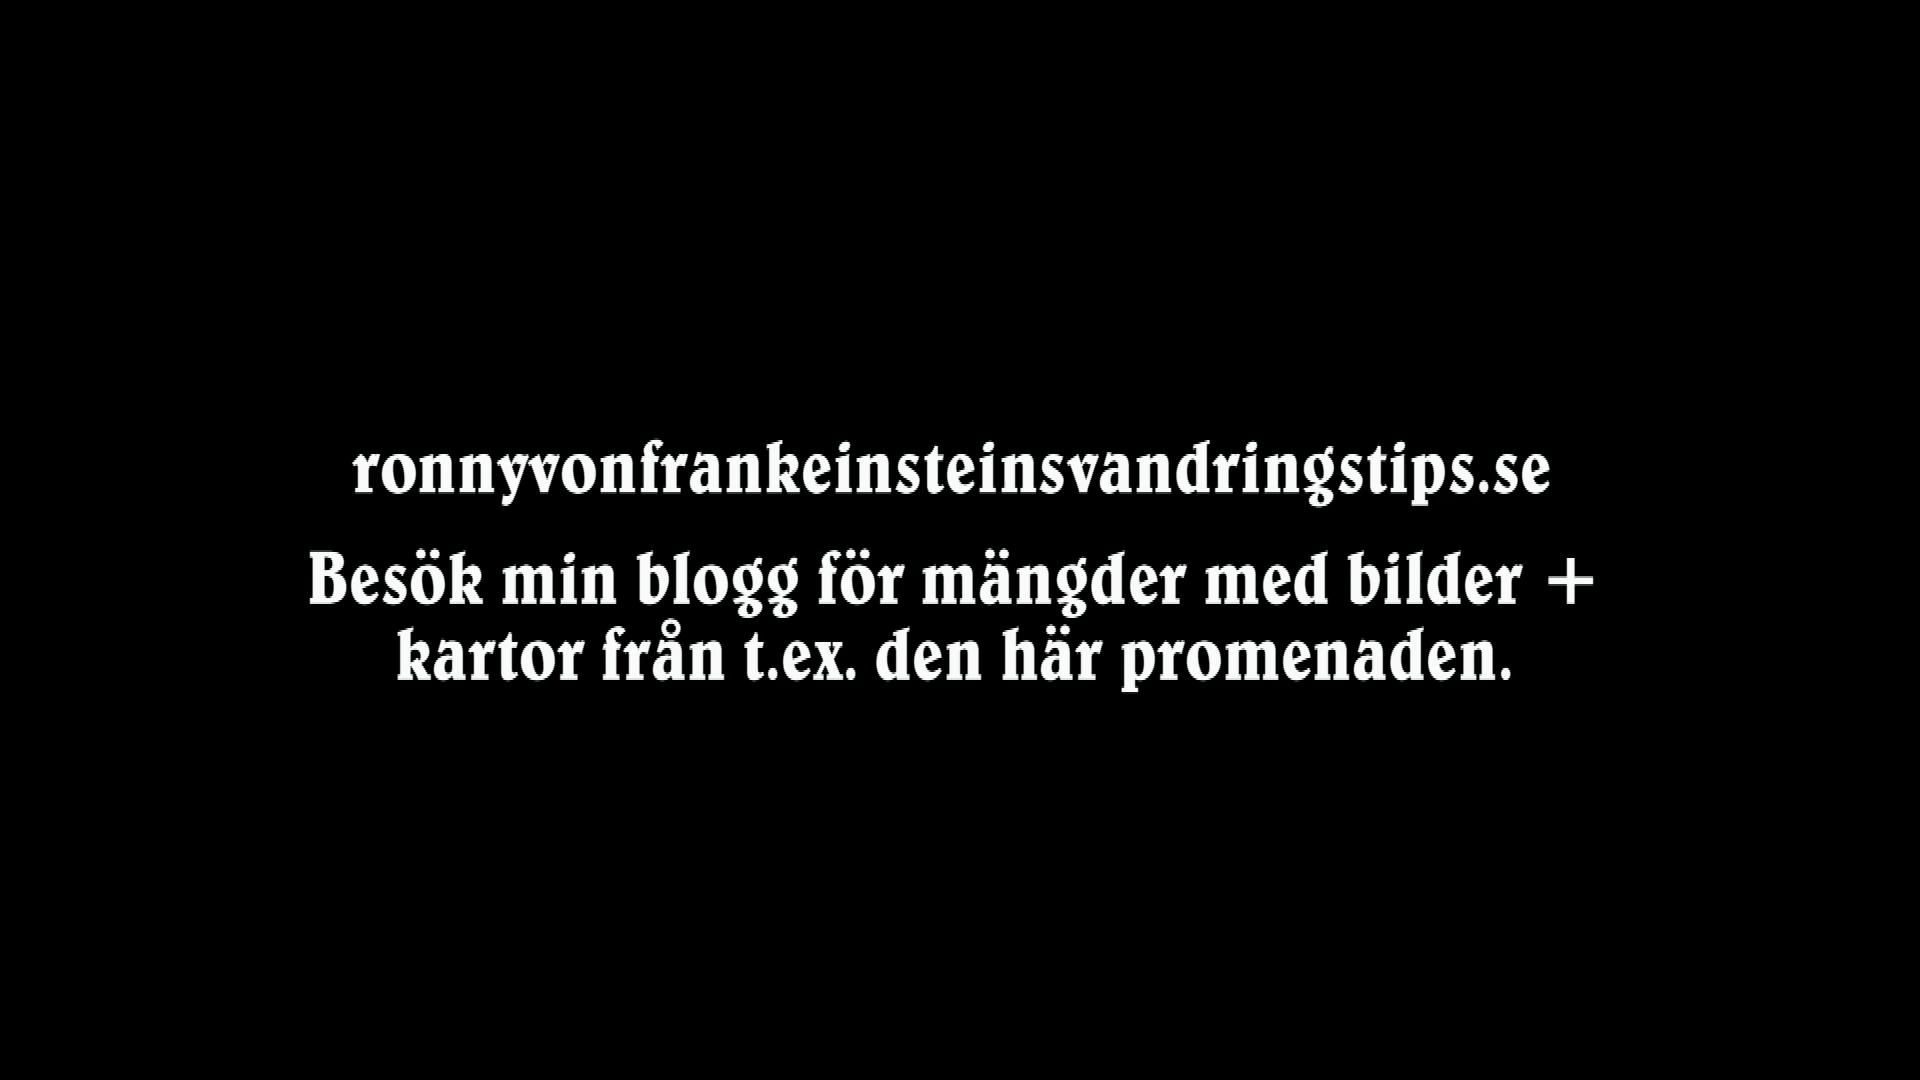 ronnyvonfrankeinsteinsvandringstips.se
Besök min blogg för mängder med bilder +
kartor från t.ex. den här promenaden.